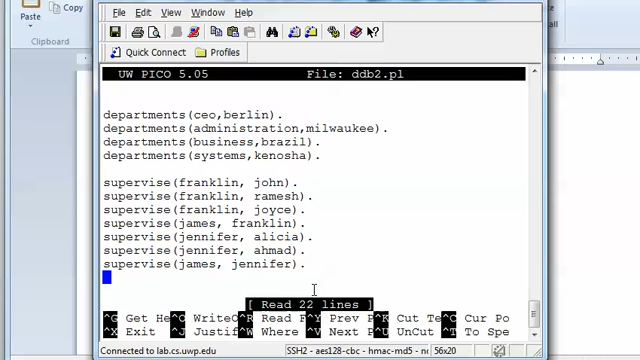 Paste
Clipboard
File Edit View Window Help
Quick Connect Profiles
UW PICO 5.05 File: ddb2.pl
departments(ceo,berlin).
departments(administration,milwaukee).
departments(business,brazil).
departments(systems,kenosha).
supervise(franklin, john).
supervise(franklin, ramesh).
supervise(franklin, joyce).
supervise(james, franklin).
supervise(jennifer, alicia).
supervise(jennifer, ahmad).
supervise(james, jennifer).
[ Read 22 lines ]
^G Get He^O WriteO^R Read F^Y Prev P^K Cut Te^C Cur Po
^X Exit ^J Justif^W Where ^V Next P^U UnCut ^T To Spe
Connected to lab.cs.uwp.edu SSH2 - aes128-cbc - hmac-md5 - nc 56x20